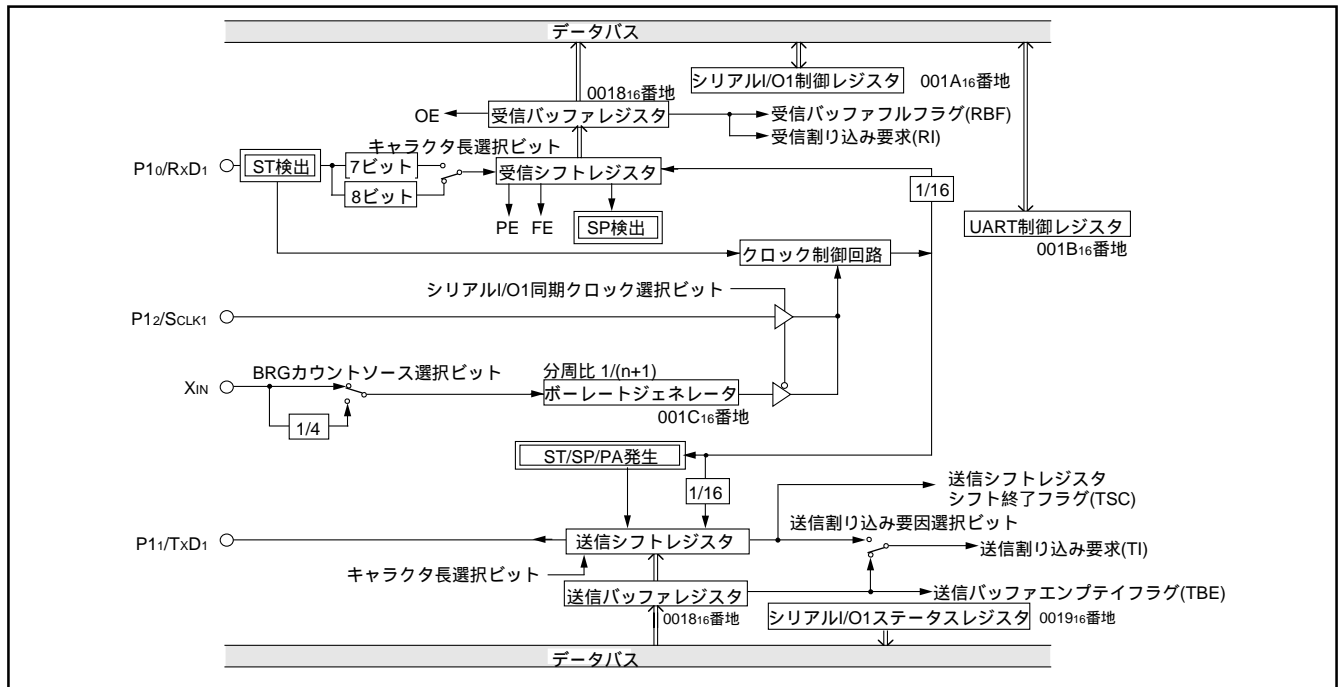 データバス
シリアルI/O1制御レジスタ 001A16番地
001816番地
OE 受信バッファレジスタ 受信バッファフルフラグ(RBF)
受信割り込み要求(RI)
キャラクタ長選択ビット
P10/RXD1 ST検出 7ビット 受信シフトレジスタ
8ビット
1/16
PE FE SP検出
UART制御レジスタ
001B16番地
クロック制御回路
シリアルI/O1同期クロック選択ビット
P12/SCLK1
BRGカウントソース選択ビット 分周比 1/(n+1)
XIN ボーレートジェネレータ
001C16番地
1/4
ST/SP/PA発生
1/16
送信シフトレジスタ
シフト終了フラグ(TSC)
送信割り込み要因選択ビット
P11/TXD1 送信シフトレジスタ 送信割り込み要求(TI)
キャラクタ長選択ビット
送信バッファレジスタ 送信バッファエンプテイフラグ(TBE)
001816番地 シリアルI/O1ステータスレジスタ 001916番地
データバス